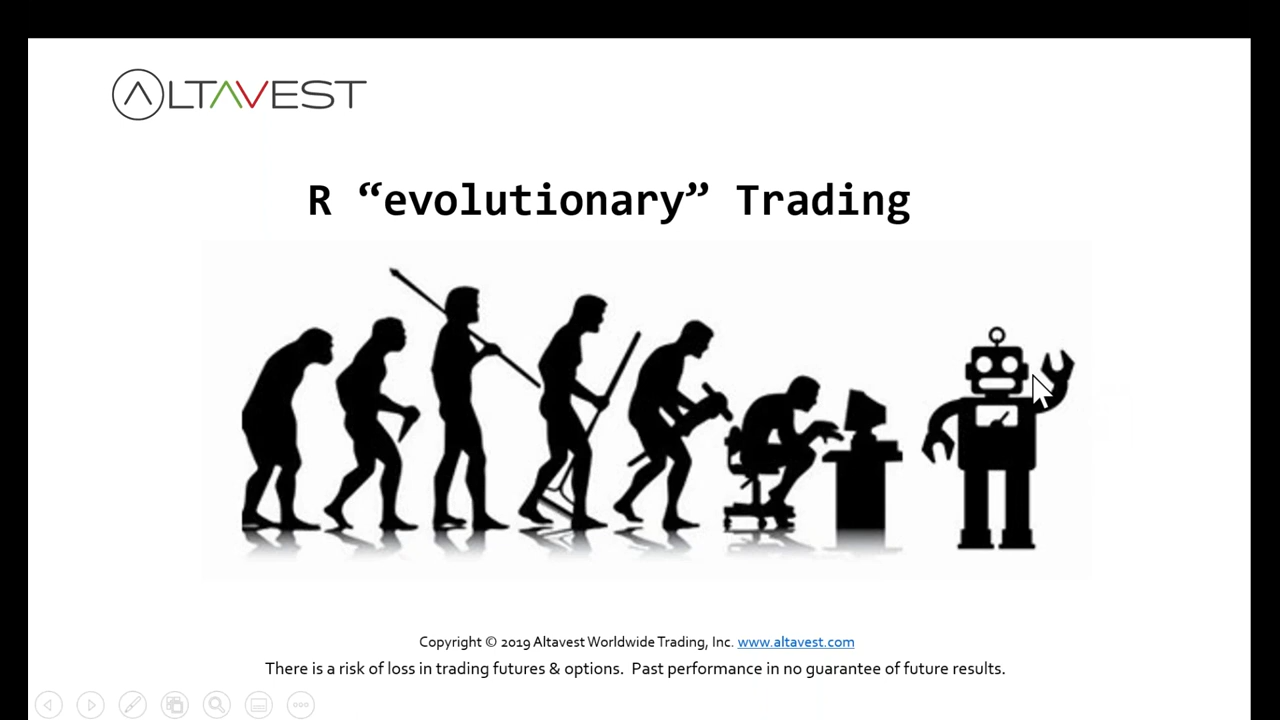 ALTAVEST
R “evolutionary” Trading
Copyright © 2019 Altavest Worldwide Trading, Inc. www.altavest.com
There is a risk of loss in trading futures & options. Past performance in no guarantee of future results.